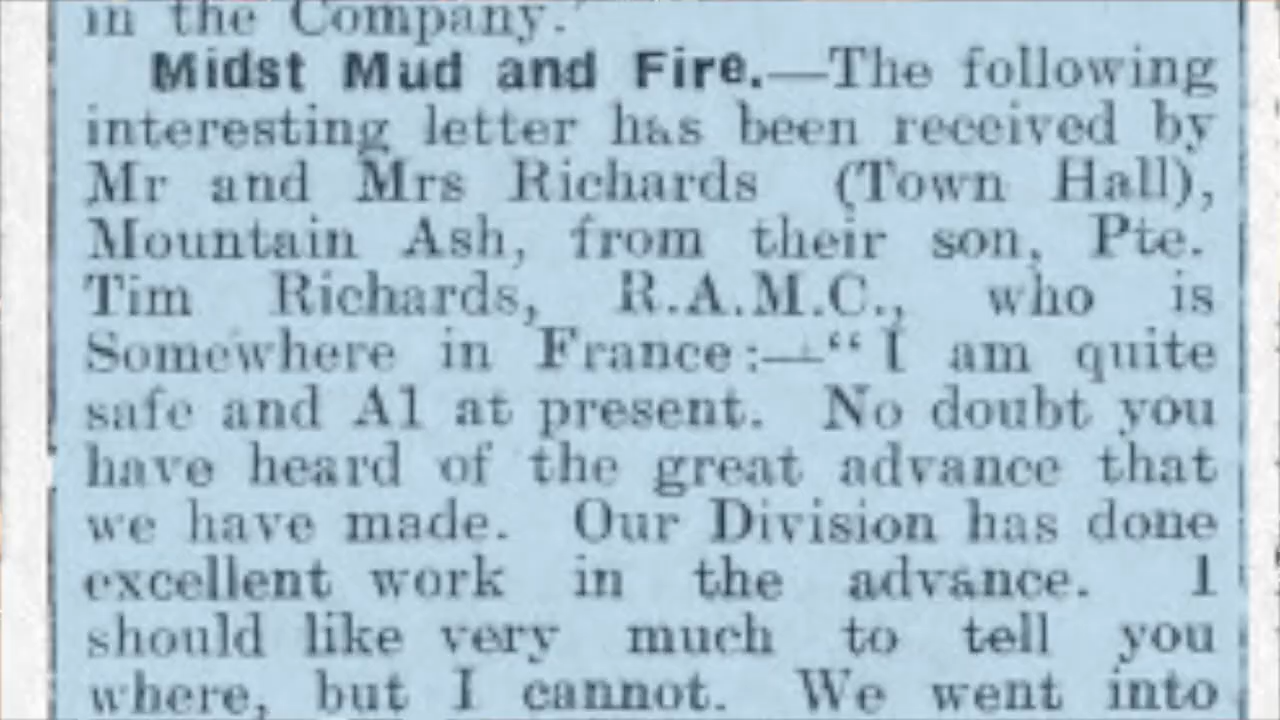 in the Company.'
Midst Mud and Fire.—The following
interesting letter has been received by
Mr and Mrs Richards (Town Hall),
Mountain Ash, from their son, Pte.
Tim Richards, R.A.M.C., who is
Somewhere in France:—“I am quite
safe and A1 at present. No doubt you
have heard of the great advance that
we have made. Our Division has done
excellent work in the advance. I
should like very much to tell you
where, but I cannot. We went into